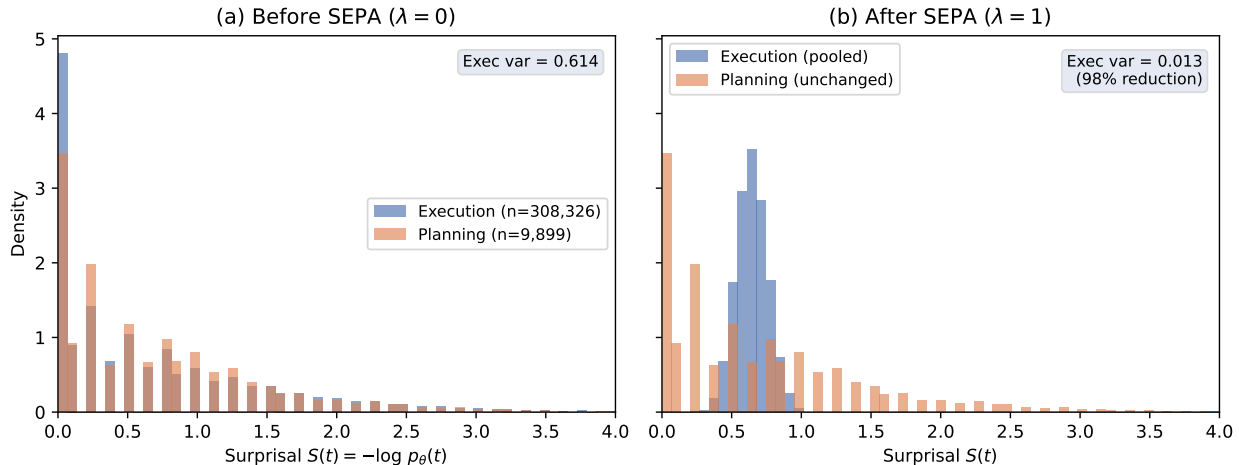 (a) Before SEPA (λ = 0)
Density
5
4
3
2
1
0
Exec var = 0.614
Execution (n=308,326)
Planning (n=9,899)
0.0 0.5 1.0 1.5 2.0 2.5 3.0 3.5 4.0
Surprisal S(t) = −log pθ(t)
(b) After SEPA (λ = 1)
Execution (pooled)
Planning (unchanged)
Exec var = 0.013
(98% reduction)
0.0 0.5 1.0 1.5 2.0 2.5 3.0 3.5 4.0
Surprisal S(t)